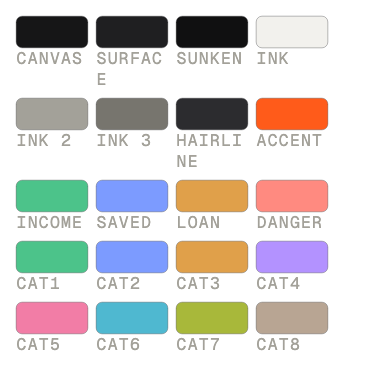 CANVAS SURFAC SUNKEN INK
E
INK 2 INK 3 HAIRLI ACCENT
NE
INCOME SAVED LOAN DANGER
CAT1 CAT2 CAT3 CAT4
CAT5 CAT6 CAT7 CAT8